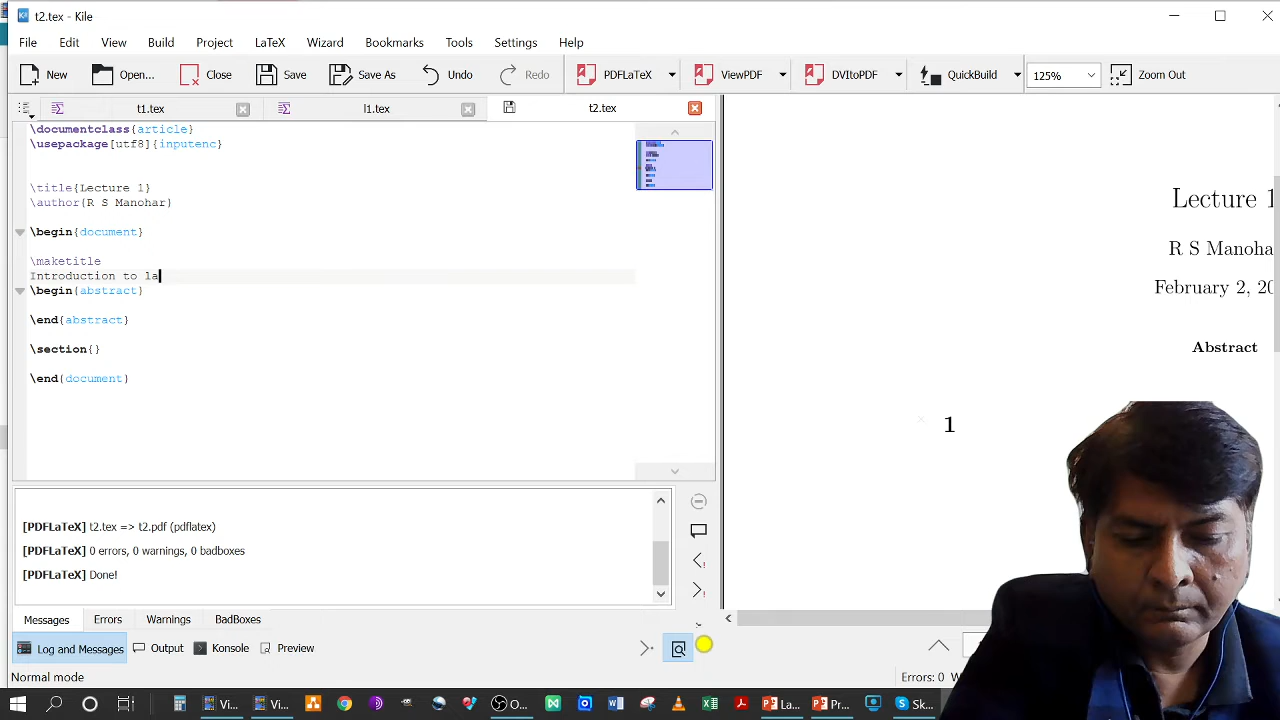 t2.tex - Kile
File Edit View Build Project LaTeX Wizard Bookmarks Tools Settings Help
New Open... Close Save Save As Undo Redo PDFLaTeX ViewPDF DVItoPDF QuickBuild 125% Zoom Out
t1.tex l1.tex t2.tex
\documentclass{article}
\usepackage[utf8]{inputenc}
\title{Lecture 1}
\author{R S Manohar}
\begin{document}
\maketitle
Introduction to la
\begin{abstract}
\end{abstract}
\section{}
\end{document}
Lecture 1
R S Manoha
February 2, 20
Abstract
1
[PDFLaTeX] t2.tex => t2.pdf (pdflatex)
[PDFLaTeX] 0 errors, 0 warnings, 0 badboxes
[PDFLaTeX] Done!
Messages Errors Warnings BadBoxes
Log and Messages Output Konsole Preview
Normal mode
Errors: 0 W
Vi... Vi... O... La... Pr... Sk...